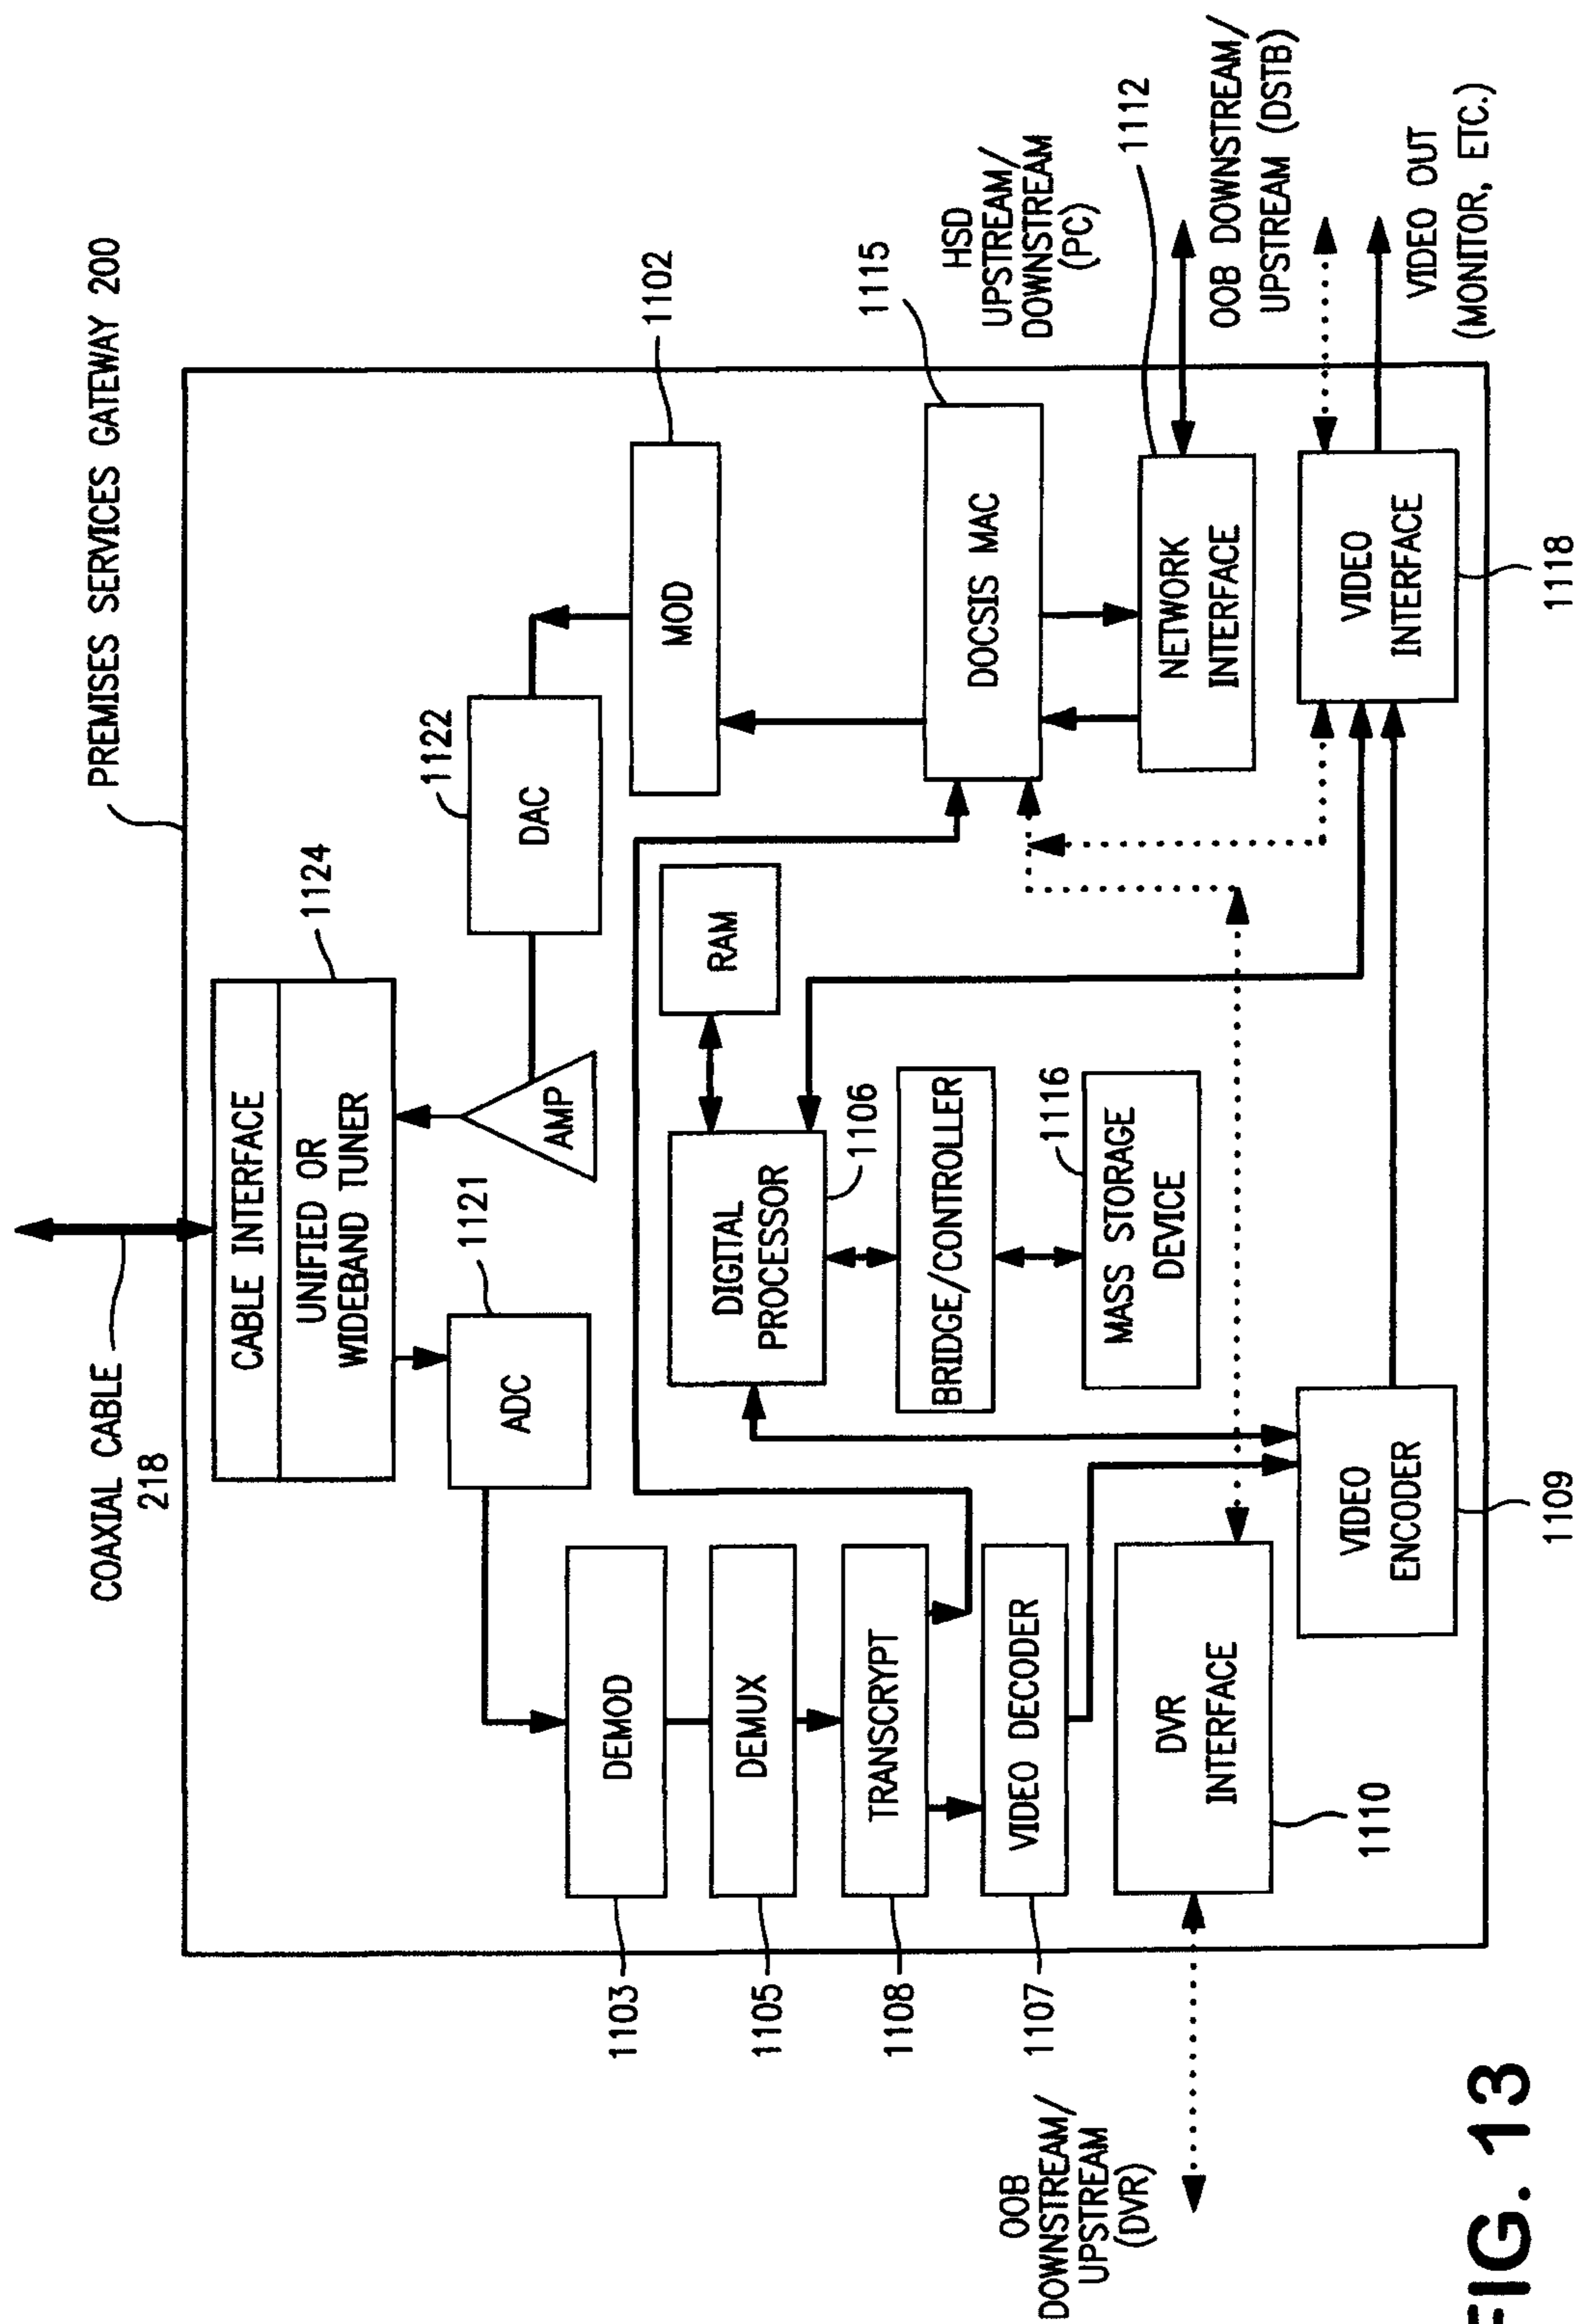 COAXIAL CABLE
218
PREMISES SERVICES GATEWAY 200
CABLE INTERFACE
UNIFIED OR
WIDEBAND TUNER
1124
ADC
1121
AMP
DAC
1122
MOD
1102
DEMOD
1103
DEMUX
1105
TRANSCRYPT
1108
VIDEO DECODER
1107
DIGITAL
PROCESSOR
1106
RAM
BRIDGE/CONTROLLER
MASS STORAGE
DEVICE
1116
DOCSIS MAC
1115
HSD
UPSTREAM/
DOWNSTREAM
(PC)
NETWORK
INTERFACE
1112
OOB DOWNSTREAM/
UPSTREAM (DSTB)
OOB
DOWNSTREAM/
UPSTREAM
(DVR)
DVR
INTERFACE
1110
VIDEO
ENCODER
1109
VIDEO
INTERFACE
1118
VIDEO OUT
(MONITOR, ETC.)
FIG. 13